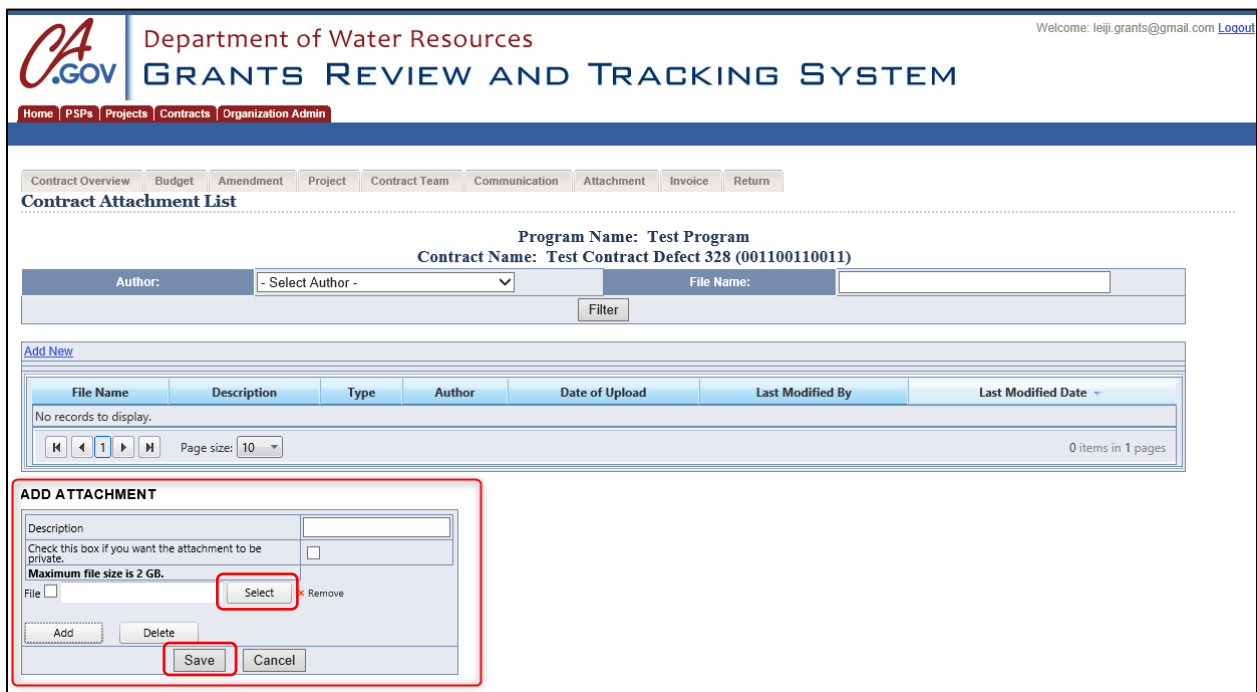 Welcome: leiji.grants@gmail.com Logout
CA
.GOV
Department of Water Resources
GRANTS REVIEW AND TRACKING SYSTEM
Home PSPs Projects Contracts Organization Admin
Contract Overview Budget Amendment Project Contract Team Communication Attachment Invoice Return
Contract Attachment List
Program Name: Test Program
Contract Name: Test Contract Defect 328 (001100110011)
Author: - Select Author - File Name:
Filter
Add New
File Name Description Type Author Date of Upload Last Modified By Last Modified Date
No records to display.
1 Page size: 10 0 items in 1 pages
ADD ATTACHMENT
Description
Check this box if you want the attachment to be
private.
Maximum file size is 2 GB.
File Select × Remove
Add Delete
Save Cancel